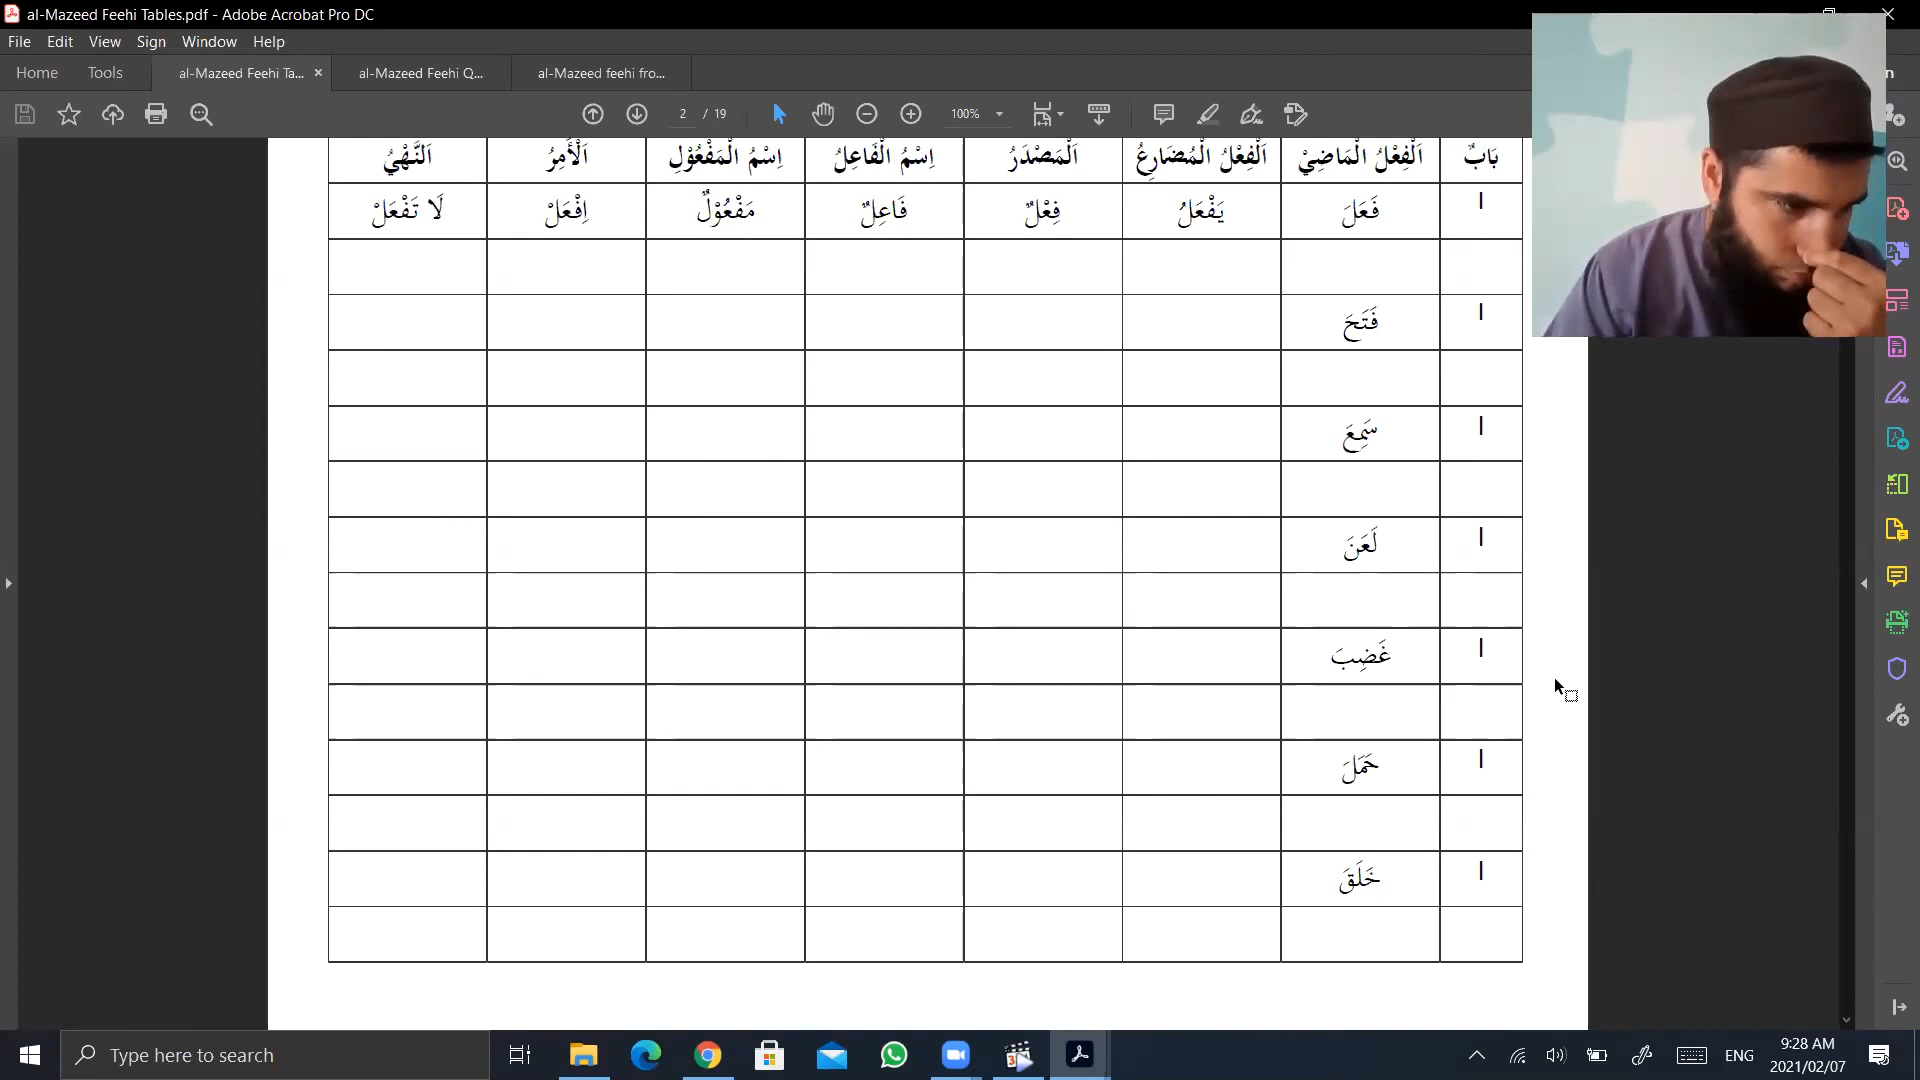 al-Mazeed Feehi Tables.pdf - Adobe Acrobat Pro DC
File Edit View Sign Window Help
Home Tools al-Mazeed Feehi Ta... × al-Mazeed Feehi Q... al-Mazeed feehi fro...
2 / 19 100%
بَابٌ اَلْفِعْلُ الْمَاضِيْ اَلْفِعْلُ الْمُضَارِعُ اَلْمَصْدَرُ اِسْمُ الْفَاعِلُ اِسْمُ الْمَفْعُوْلِ اَلْأَمِرُ اَلنَّهْيُ
ا فَعَلَ يَفْعَلُ فِعْلٌ فَاعِلٌ مَفْعُوْلٌ اِفْعَلْ لَا تَفْعَلْ
ا فَتَحَ
ا سَمِعَ
ا لَعَنَ
ا غَضِبَ
ا حَمَلَ
ا خَلَقَ
Type here to search
ENG
9:28 AM
2021/02/07